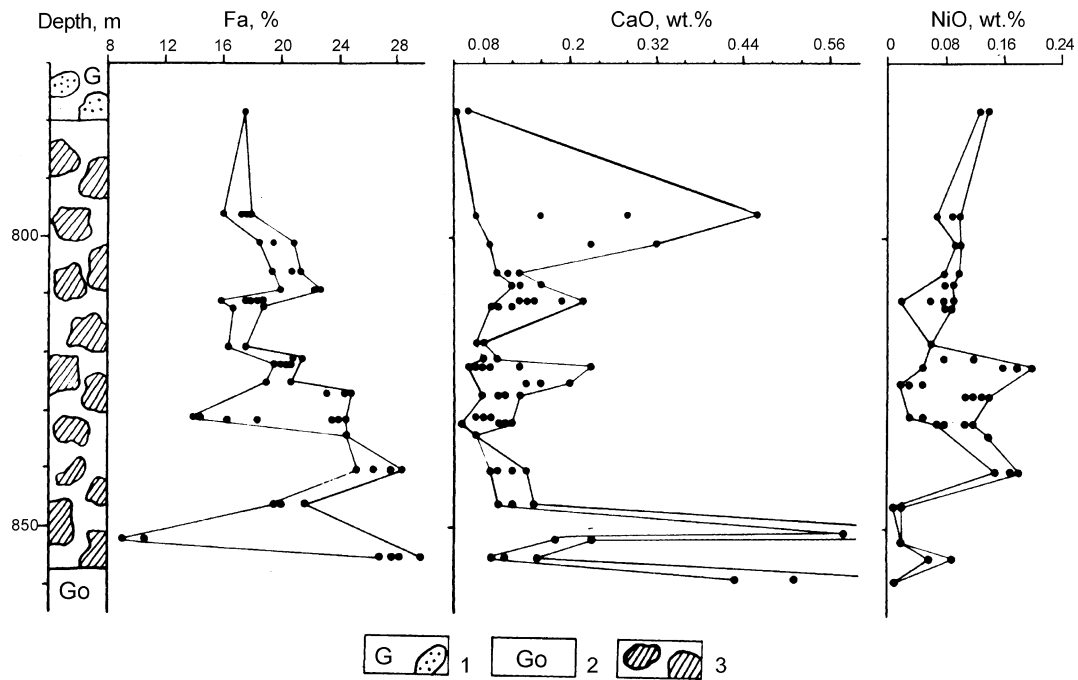 Depth, m Fa, % CaO, wt.% NiO, wt.%
8 12 16 20 24 28 0.08 0.2 0.32 0.44 0.56 0 0.08 0.16 0.24
G
800
850
Go
G 1 Go 2 3